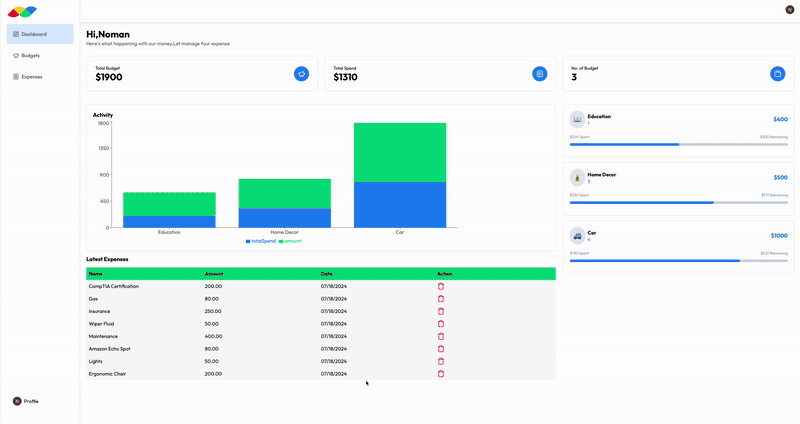 N
Dashboard
Budgets
Expenses
Hi,Noman
Here's what happening with our money,Let manage four expense
Total Budget
$1900
Total Spend
$1310
No. of Budget
3
Activity
1800
1350
900
450
0
Education
Home Decor
Car
totalSpend amount
Education
1
$400
$200 Spent
$200 Remaining
Home Decor
3
$500
$330 Spent
$170 Remaining
Car
4
$1000
$780 Spent
$220 Remaining
Latest Expenses
Name Amount Date Action
CompTIA Certification 200.00 07/18/2024
Gas 80.00 07/18/2024
Insurance 250.00 07/18/2024
Wiper Fluid 50.00 07/18/2024
Maintenance 400.00 07/18/2024
Amazon Echo Spot 80.00 07/18/2024
Lights 50.00 07/18/2024
Ergonomic Chair 200.00 07/18/2024
N Profile